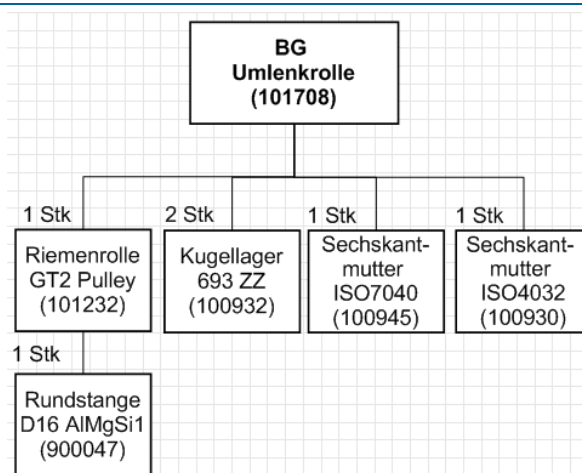 BG
Umlenkrolle
(101708)
1 Stk
2 Stk
1 Stk
1 Stk
Riemenrolle
GT2 Pulley
(101232)
Kugellager
693 ZZ
(100932)
Sechskant-
mutter
ISO7040
(100945)
Sechskant-
mutter
ISO4032
(100930)
1 Stk
Rundstange
D16 AlMgSi1
(900047)